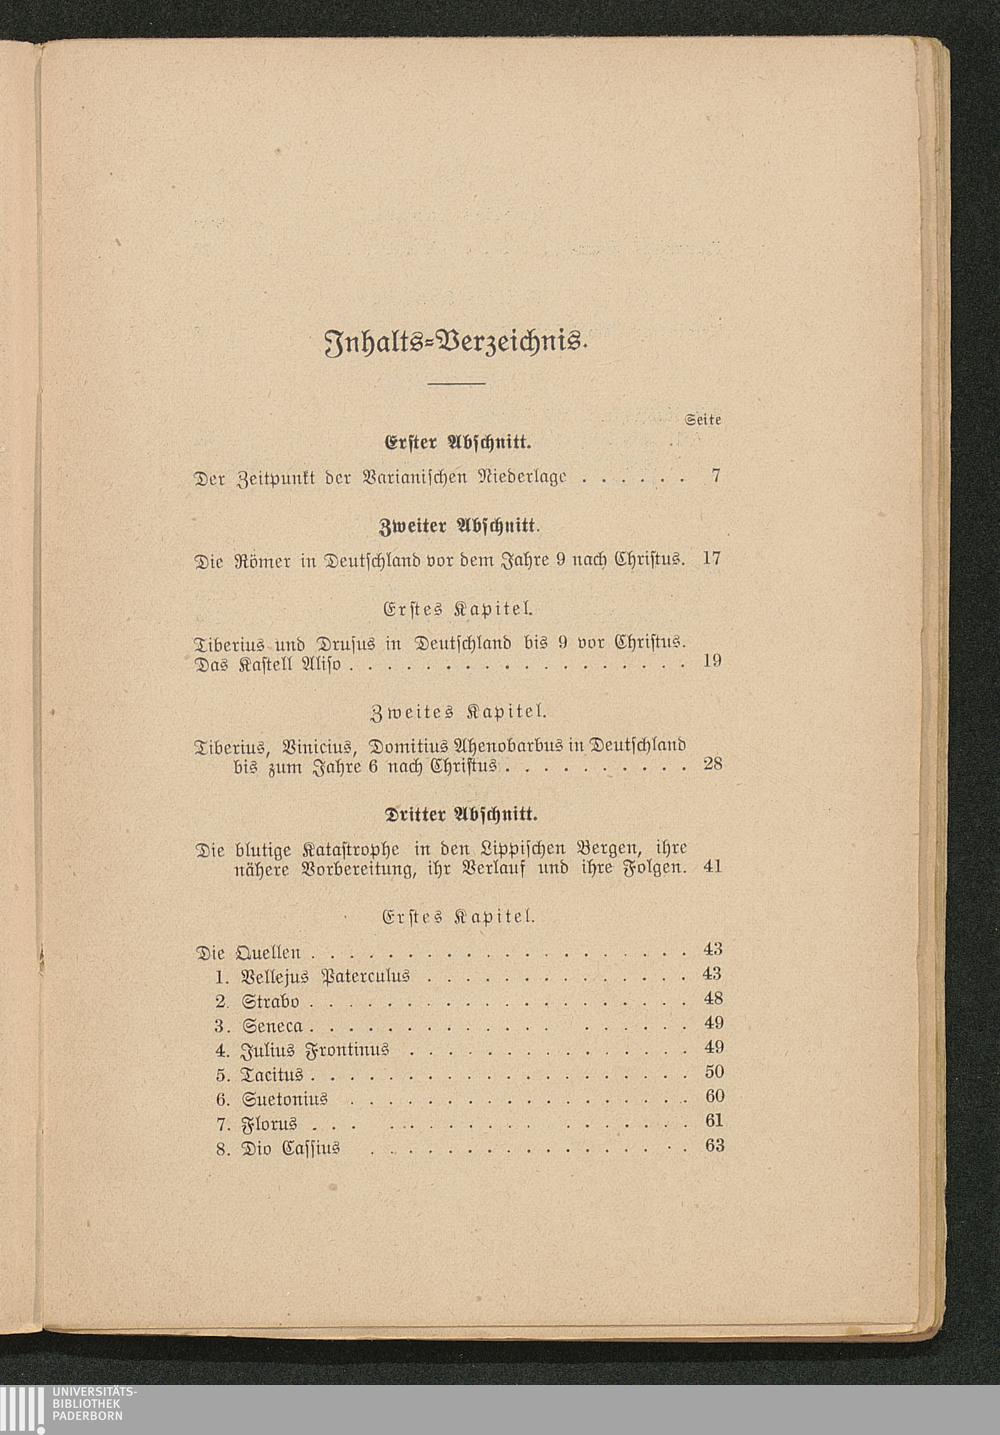 Inhalts-Verzeichnis.
Seite
Erster Abschnitt.
Der Zeitpunkt der Varianischen Niederlage . . . . . . 7
Zweiter Abschnitt.
Die Römer in Deutschland vor dem Jahre 9 nach Christus. 17
Erstes Kapitel.
Tiberius und Drusus in Deutschland bis 9 vor Christus.
Das Kastell Aliso . . . . . . . . . . . . . . . . . . 19
Zweites Kapitel.
Tiberius, Vinicius, Domitius Ahenobarbus in Deutschland
bis zum Jahre 6 nach Christus . . . . . . . . . . 28
Dritter Abschnitt.
Die blutige Katastrophe in den Lippischen Bergen, ihre
nähere Vorbereitung, ihr Verlauf und ihre Folgen. 41
Erstes Kapitel.
Die Quellen . . . . . . . . . . . . . . . . . . . . 43
1. Vellejus Paterculus . . . . . . . . . . . . . . 43
2. Strabo . . . . . . . . . . . . . . . . . . . . 48
3. Seneca . . . . . . . . . . . . . . . . . . . 49
4. Julius Frontinus . . . . . . . . . . . . . . . 49
5. Tacitus . . . . . . . . . . . . . . . . . . . . 50
6. Suetonius . . . . . . . . . . . . . . . . . . 60
7. Florus . . . . . . . . . . . . . . . . . . 61
8. Dio Cassius . . . . . . . . . . . . . . . . . 63
UNIVERSITÄTS-
BIBLIOTHEK
PADERBORN